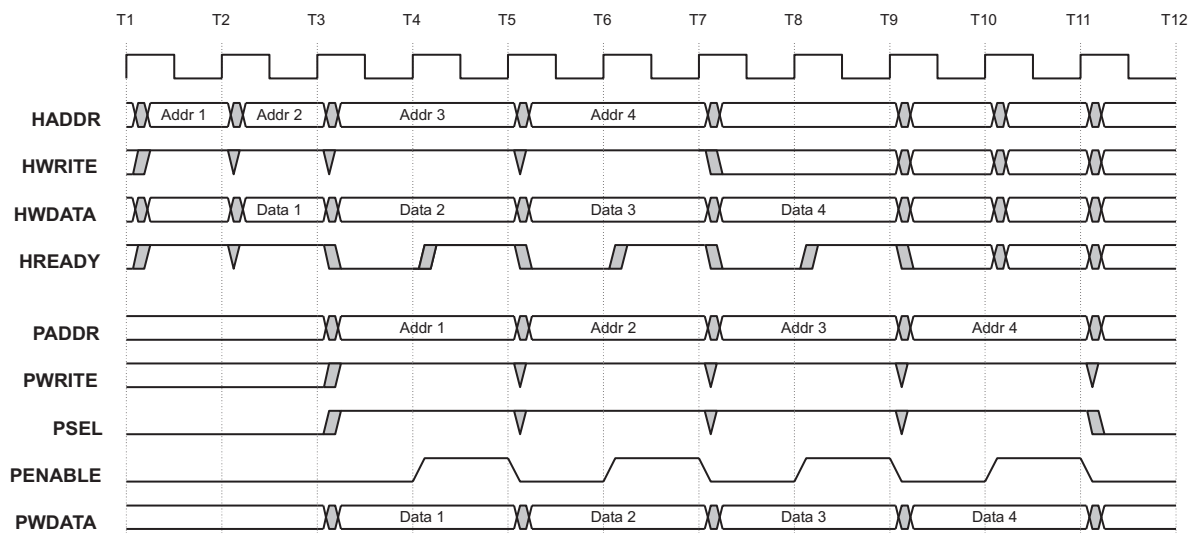 T1 T2 T3 T4 T5 T6 T7 T8 T9 T10 T11 T12
HADDR Addr 1 Addr 2 Addr 3 Addr 4
HWRITE
HWDATA Data 1 Data 2 Data 3 Data 4
HREADY
PADDR Addr 1 Addr 2 Addr 3 Addr 4
PWRITE
PSEL
PENABLE
PWDATA Data 1 Data 2 Data 3 Data 4